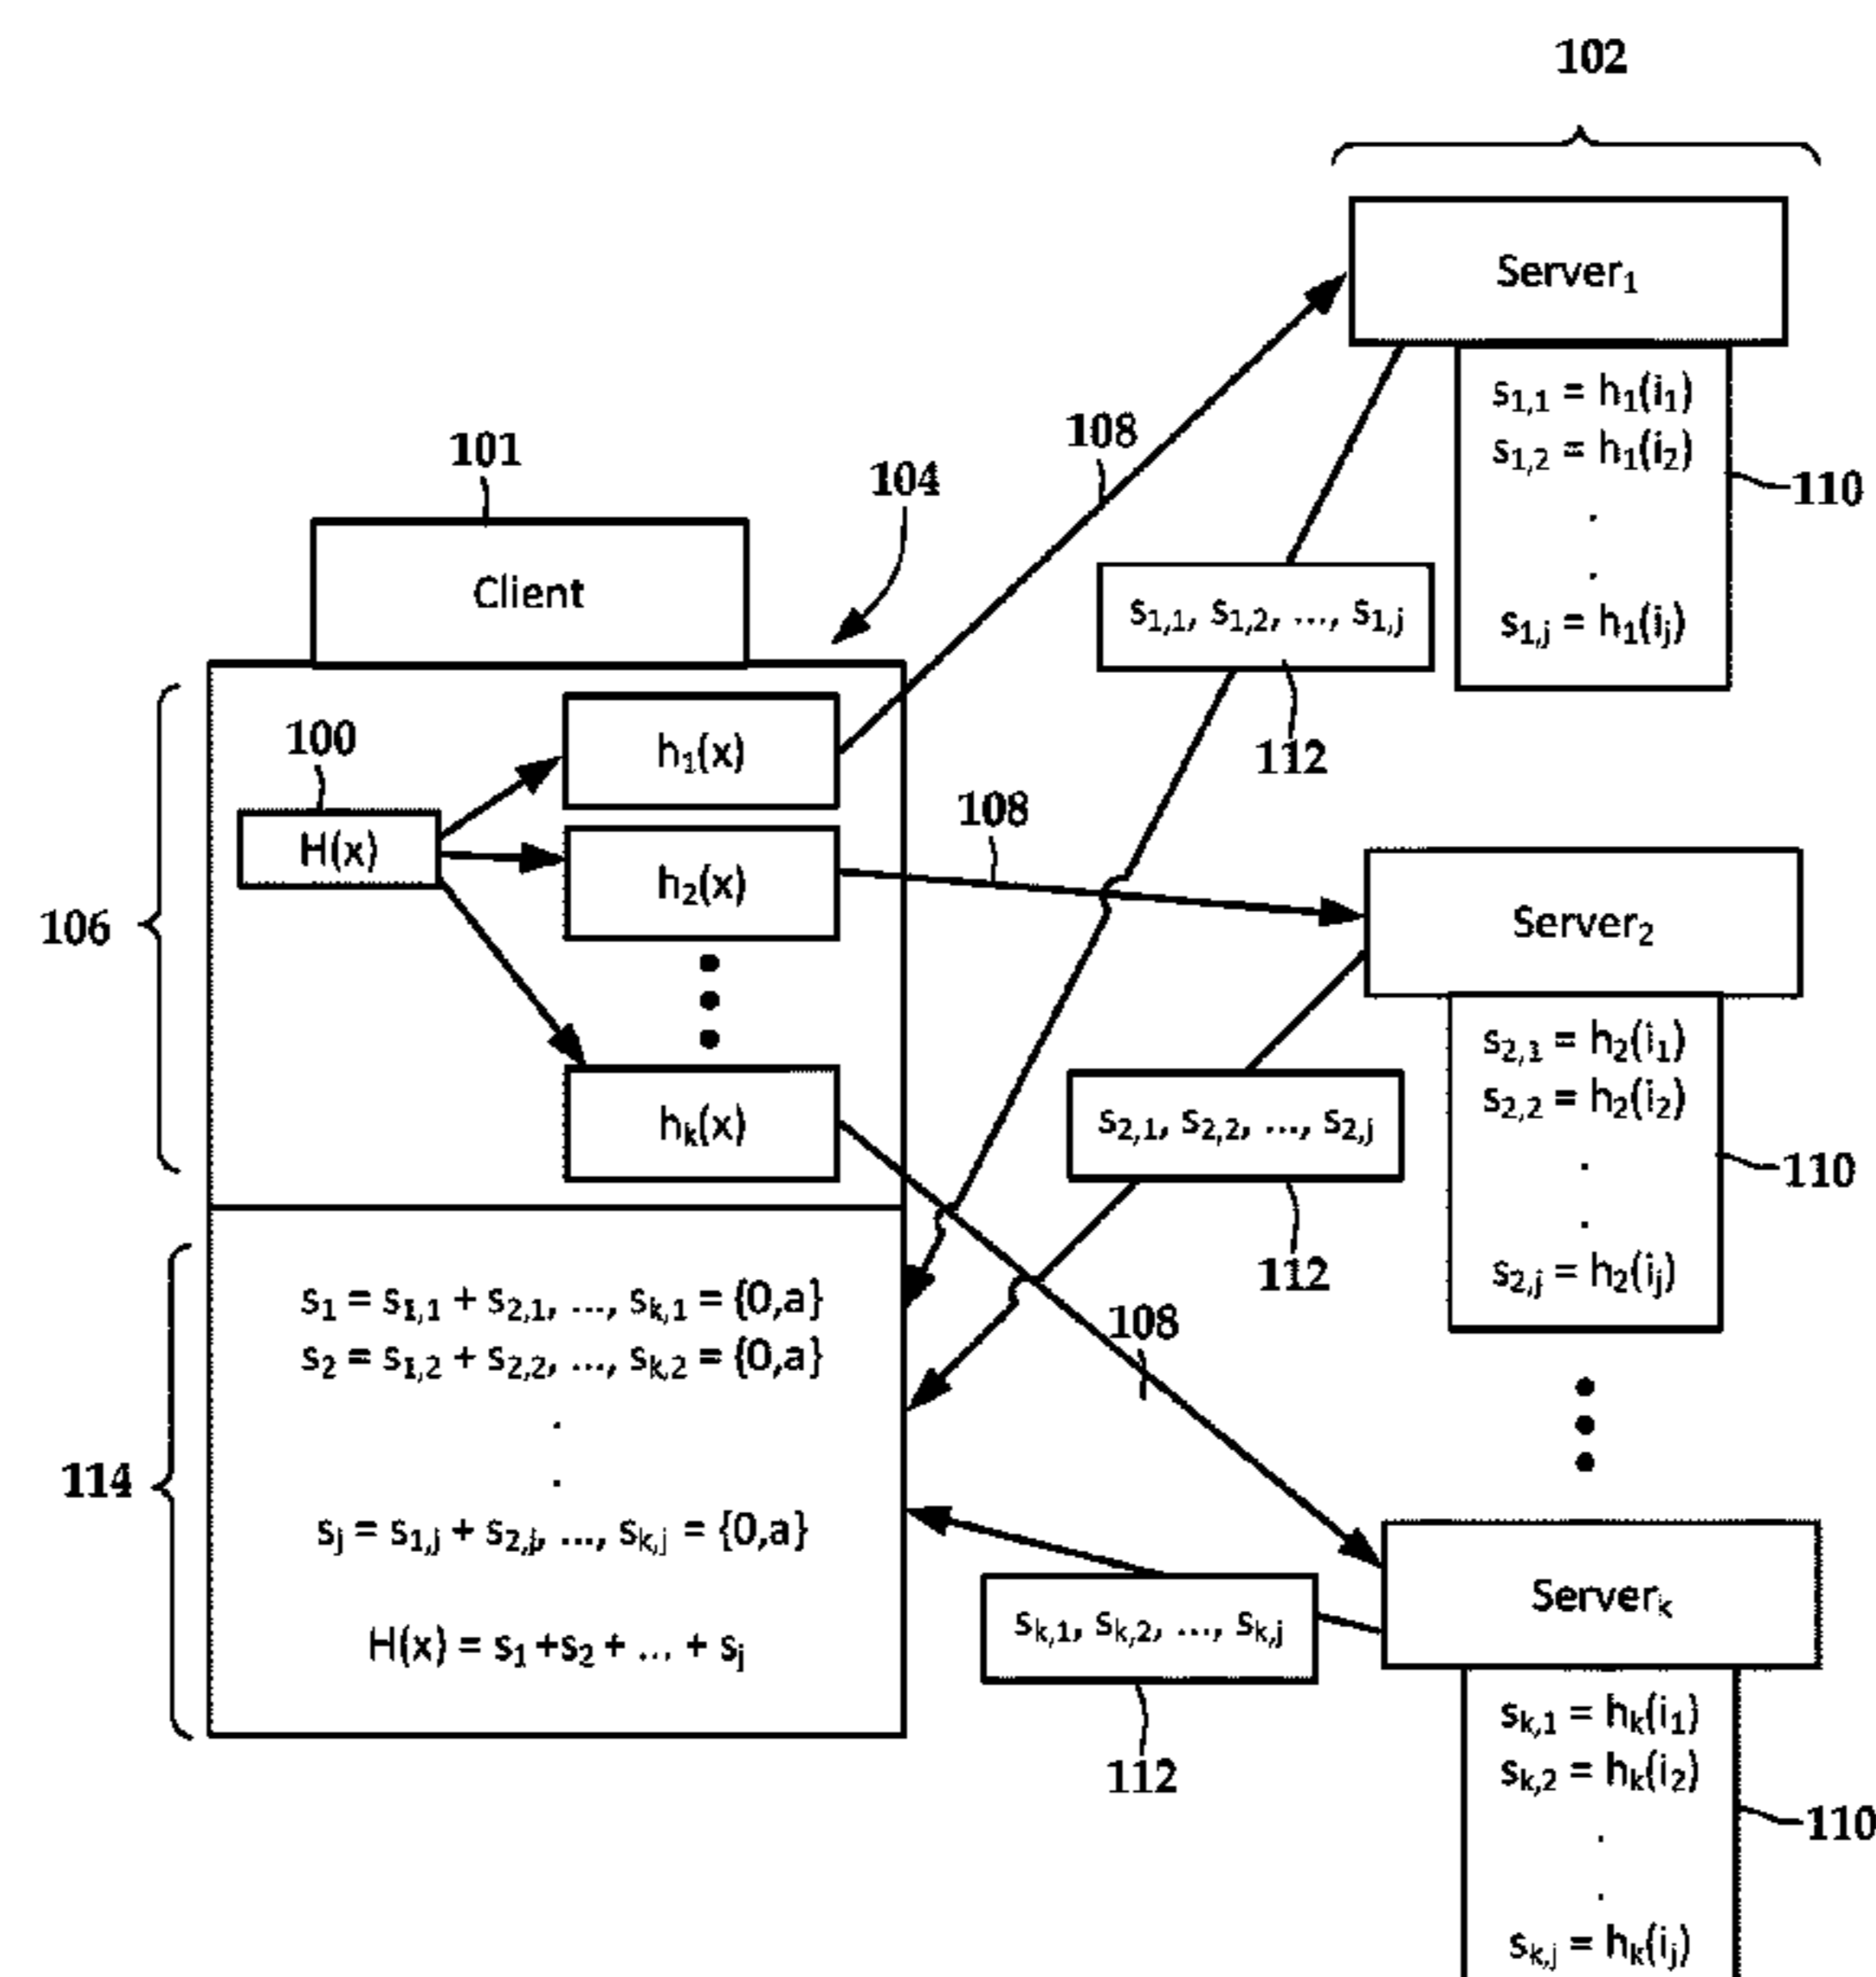 102
Server₁
s₁,₁ = h₁(i₁)
s₁,₂ = h₁(i₂)
.
.
s₁,ⱼ = h₁(iⱼ)
110
108
101
104
Client
s₁,₁, s₁,₂, ..., s₁,ⱼ
112
106
100
H(x)
h₁(x)
h₂(x)
hₖ(x)
108
Server₂
s₂,₁ = h₂(i₁)
s₂,₂ = h₂(i₂)
.
.
s₂,ⱼ = h₂(iⱼ)
110
s₂,₁, s₂,₂, ..., s₂,ⱼ
112
108
114
s₁ = s₁,₁ + s₂,₁, ..., sₖ,₁ = {0,a}
s₂ = s₁,₂ + s₂,₂, ..., sₖ,₂ = {0,a}
.
.
sⱼ = s₁,ⱼ + s₂,ⱼ, ..., sₖ,ⱼ = {0,a}
H(x) = s₁ +s₂ + ... + sⱼ
Serverₖ
sₖ,₁, sₖ,₂, ..., sₖ,ⱼ
112
sₖ,₁ = hₖ(i₁)
sₖ,₂ = hₖ(i₂)
.
.
sₖ,ⱼ = hₖ(iⱼ)
110